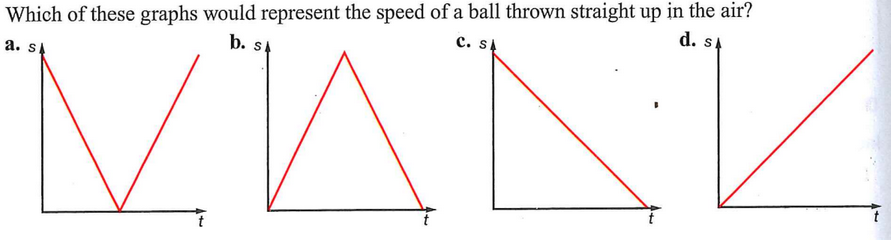 Which of these graphs would represent the speed of a ball thrown straight up in the air?
a. s b. s c. s d. s
t t t t